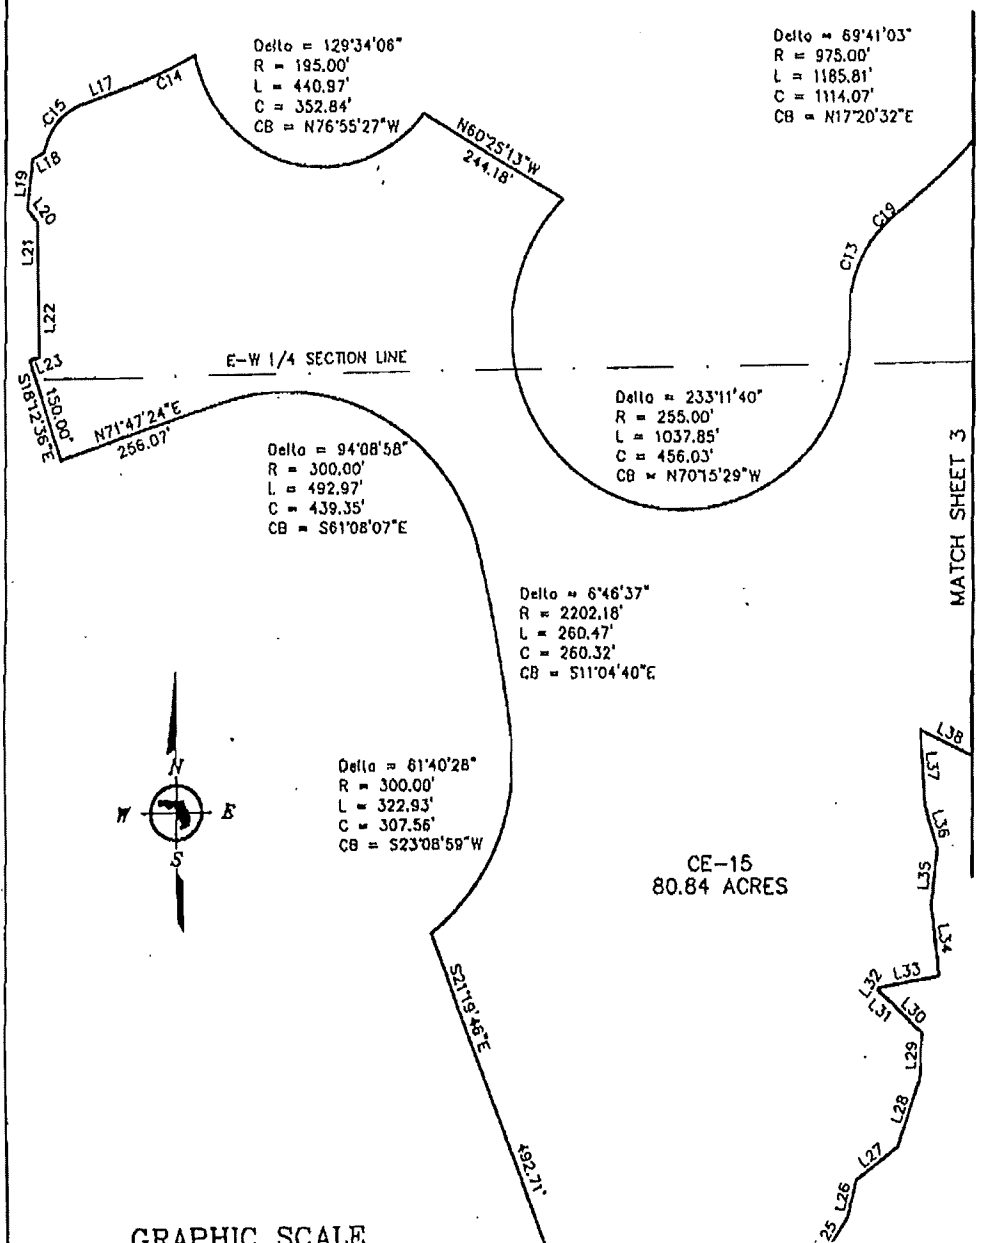 Delta = 129°34'06"
R = 195.00'
L = 440.97'
C = 352.84'
CB = N76°55'27"W
Delta = 69°41'03"
R = 975.00'
L = 1185.81'
C = 1114.07'
CB = N17°20'32"E
C14
L17
C15
L18
L19
L20
L21
L22
L23
N60°25'13"W
244.18'
C19
C13
E-W 1/4 SECTION LINE
S18°12'36"E
150.00'
N71°47'24"E
256.07'
Delta = 94°08'58"
R = 300.00'
L = 492.97'
C = 439.35'
CB = S61°08'07"E
Delta = 233°11'40"
R = 255.00'
L = 1037.85'
C = 456.03'
CB = N70°15'29"W
MATCH SHEET 3
Delta = 6°46'37"
R = 2202.18'
L = 260.47'
C = 260.32'
CB = S11°04'40"E
N
W E
S
Delta = 61°40'28"
R = 300.00'
L = 322.93'
C = 307.56'
CB = S23°08'59"W
CE-15
80.84 ACRES
L38
L37
L36
L35
L34
L33
L32
L31
L30
L29
L28
L27
L26
25
S21°19'46"E
492.71'
GRAPHIC SCALE